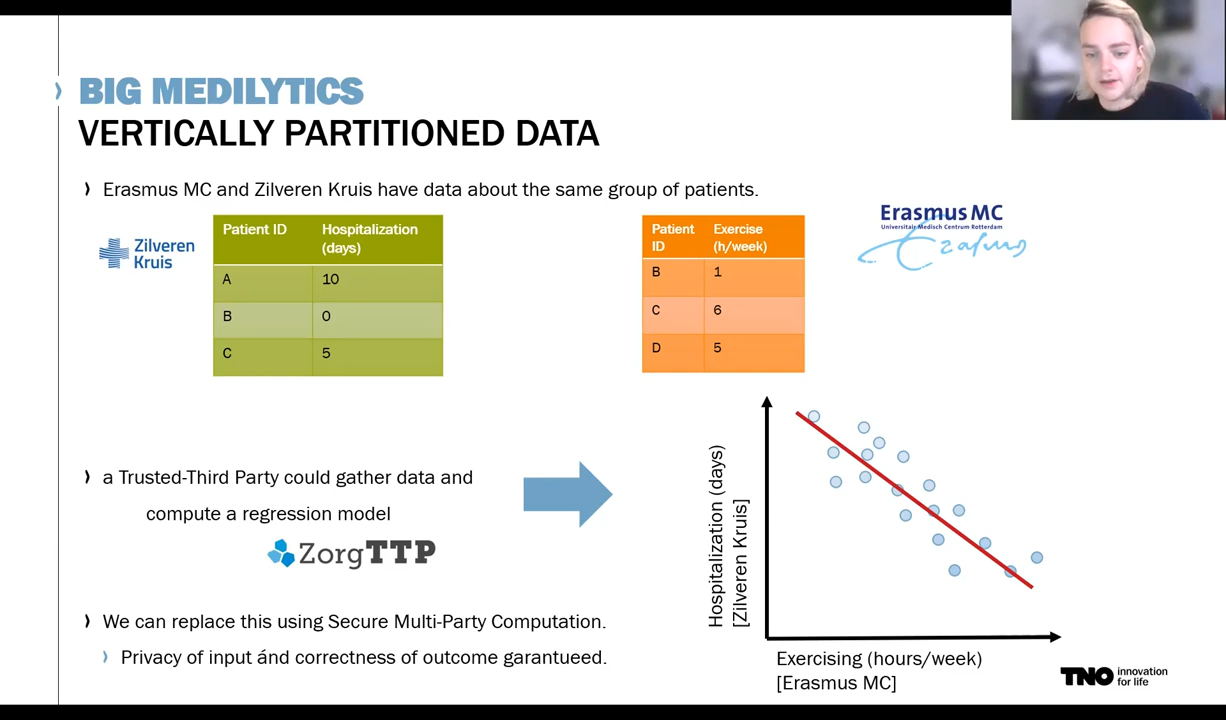 BIG MEDILYTICS
VERTICALLY PARTITIONED DATA
Erasmus MC and Zilveren Kruis have data about the same group of patients.
Zilveren
Kruis
Patient ID Hospitalization
(days)
A 10
B 0
C 5
Patient Exercise
ID (h/week)
B 1
C 6
D 5
Erasmus MC
Universitair Medisch Centrum Rotterdam
Erasmus
a Trusted-Third Party could gather data and
compute a regression model
ZorgTTP
We can replace this using Secure Multi-Party Computation.
Privacy of input ánd correctness of outcome garantueed.
Hospitalization (days)
[Zilveren Kruis]
Exercising (hours/week)
[Erasmus MC]
TNO innovation
for life